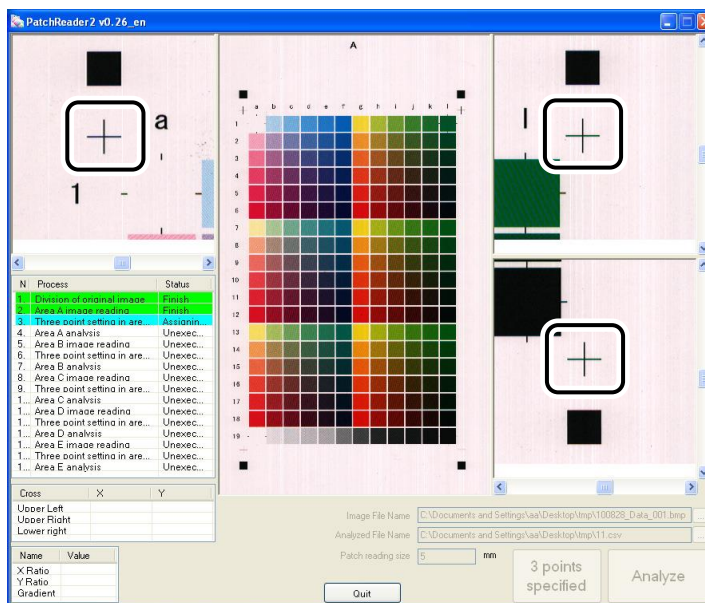 PatchReader2 v0.26_en
a
1
A
a b c d e f g h i j k l
1
2
3
4
5
6
7
8
9
10
11
12
13
14
15
16
17
18
19
l
N Process Status
1. Division of original image Finish
2. Area A image reading Finish
3. Three point setting in are... Assignin...
4. Area A analysis Unexec...
5. Area B image reading Unexec...
6. Three point setting in are... Unexec...
7. Area B analysis Unexec...
8. Area C image reading Unexec...
9. Three point setting in are... Unexec...
1... Area C analysis Unexec...
1... Area D image reading Unexec...
1... Three point setting in are... Unexec...
1... Area D analysis Unexec...
1... Area E image reading Unexec...
1... Three point setting in are... Unexec...
1... Area E analysis Unexec...
Cross X Y
Upper Left
Upper Right
Lower right
Name Value
X Ratio
Y Ratio
Gradient
Image File Name C:\Documents and Settings\aa\Desktop\tmp\100828_Data_001.bmp ...
Analyzed File Name C:\Documents and Settings\aa\Desktop\tmp\11.csv ...
Patch reading size 5 mm
3 points
specified
Analyze
Quit